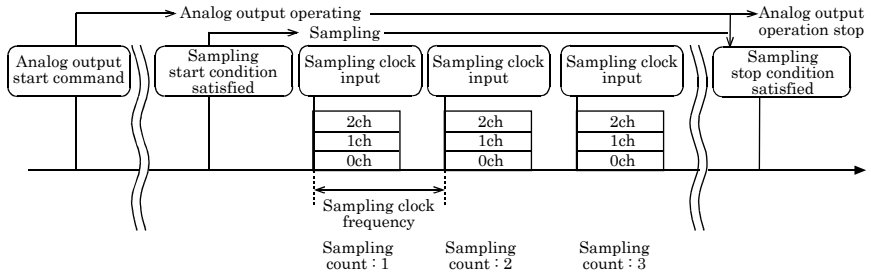 Analog output operating
Analog output
operation stop
Sampling
Analog output
start command
Sampling
start condition
satisfied
Sampling clock
input
Sampling clock
input
Sampling clock
input
Sampling
stop condition
satisfied
2ch
1ch
0ch
2ch
1ch
0ch
2ch
1ch
0ch
Sampling clock
frequency
Sampling
count : 1
Sampling
count : 2
Sampling
count : 3